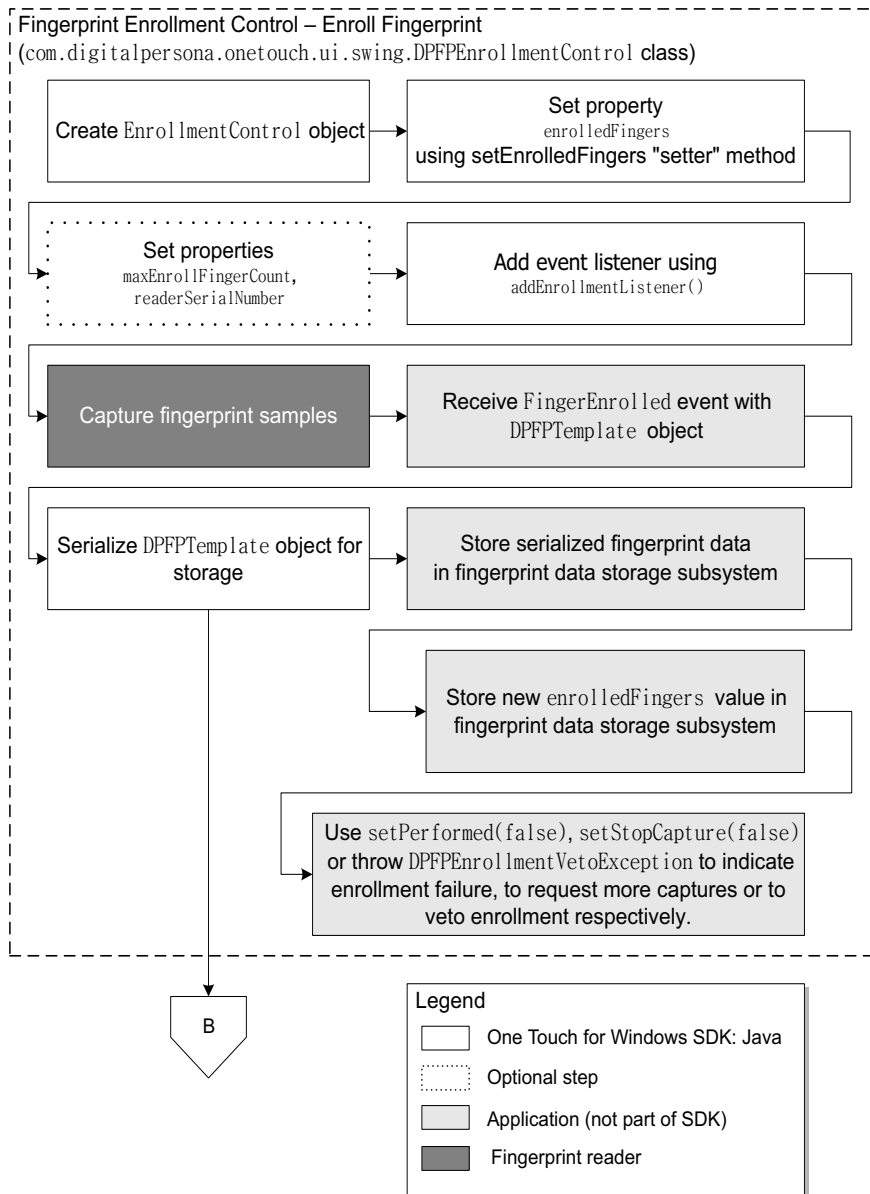 Fingerprint Enrollment Control – Enroll Fingerprint
(com.digitalpersona.onetouch.ui.swing.DPFPEnrollmentControl class)
Create EnrollmentControl object
Set property
enrolledFingers
using setEnrolledFingers "setter" method
Set properties
maxEnrollFingerCount,
readerSerialNumber
Add event listener using
addEnrollmentListener()
Capture fingerprint samples
Receive FingerEnrolled event with
DPFPTemplate object
Serialize DPFPTemplate object for
storage
Store serialized fingerprint data
in fingerprint data storage subsystem
Store new enrolledFingers value in
fingerprint data storage subsystem
Use setPerformed(false), setStopCapture(false)
or throw DPFPEnrollmentVetoException to indicate
enrollment failure, to request more captures or to
veto enrollment respectively.
B
Legend
One Touch for Windows SDK: Java
Optional step
Application (not part of SDK)
Fingerprint reader